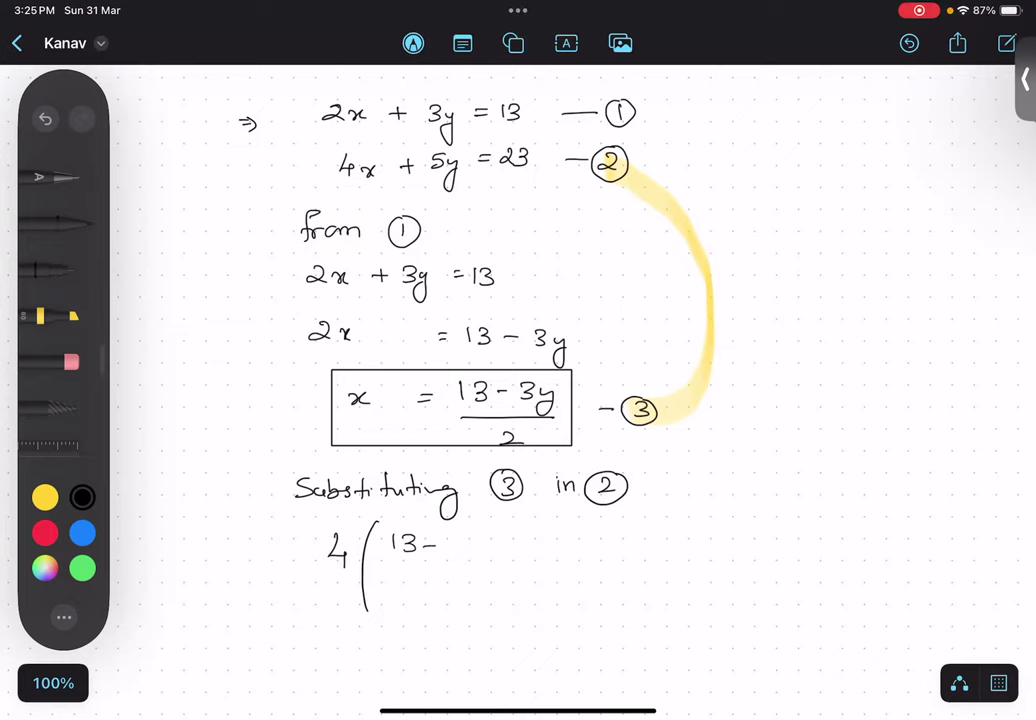 3:25 PM Sun 31 Mar
87%
Kanav
⇒ 2x + 3y = 13 — ①
4x + 5y = 23 — ②
from ①
2x + 3y = 13
2x = 13 - 3y
x = (13 - 3y)/2 - ③
Substituting ③ in ②
4 ( 13 -
100%